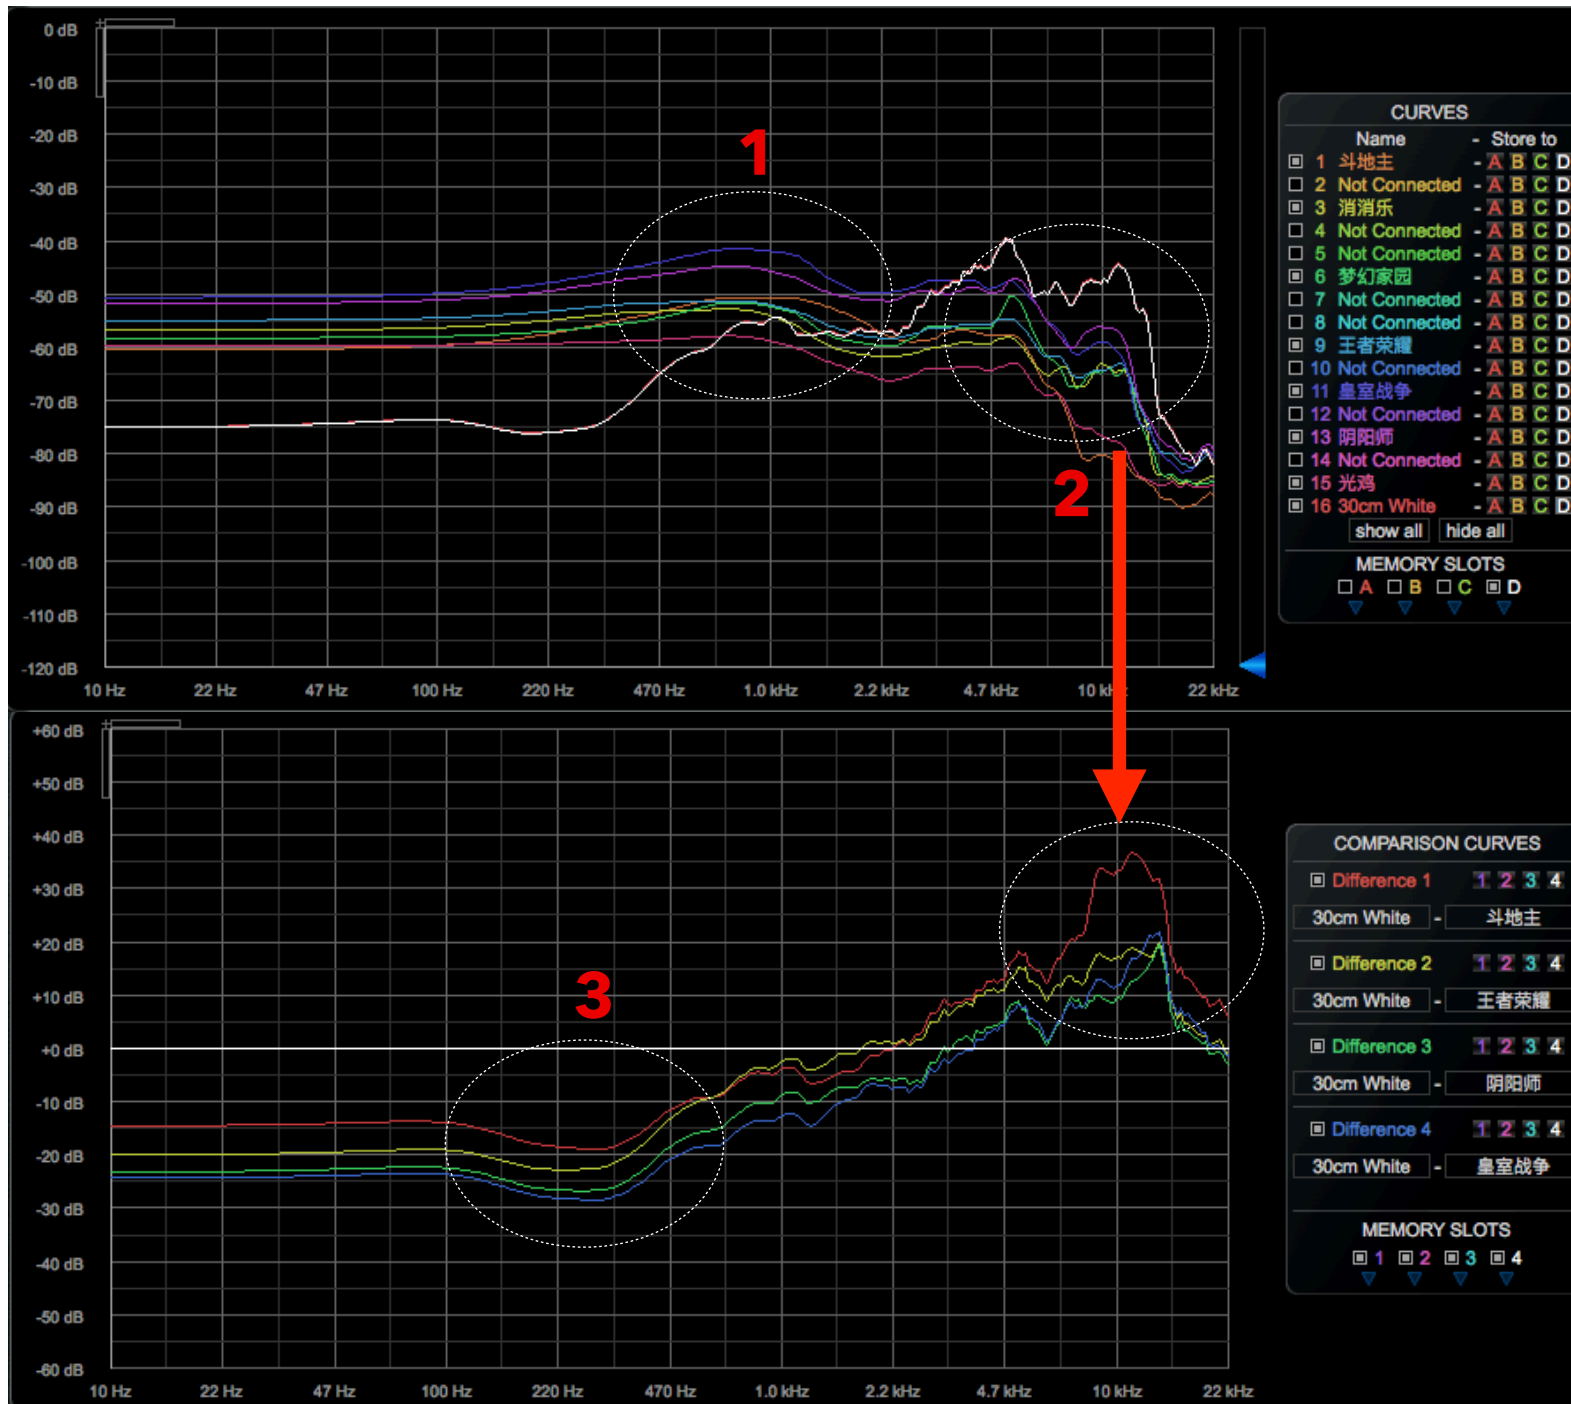 0 dB
-10 dB
-20 dB
-30 dB
-40 dB
-50 dB
-60 dB
-70 dB
-80 dB
-90 dB
-100 dB
-110 dB
-120 dB
10 Hz 22 Hz 47 Hz 100 Hz 220 Hz 470 Hz 1.0 kHz 2.2 kHz 4.7 kHz 10 kHz 22 kHz
1
2
CURVES
Name - Store to
1 斗地主 - A B C D
2 Not Connected - A B C D
3 消消乐 - A B C D
4 Not Connected - A B C D
5 Not Connected - A B C D
6 梦幻家园 - A B C D
7 Not Connected - A B C D
8 Not Connected - A B C D
9 王者荣耀 - A B C D
10 Not Connected - A B C D
11 皇室战争 - A B C D
12 Not Connected - A B C D
13 阴阳师 - A B C D
14 Not Connected - A B C D
15 光鸡 - A B C D
16 30cm White - A B C D
show all hide all
MEMORY SLOTS
A B C D
+60 dB
+50 dB
+40 dB
+30 dB
+20 dB
+10 dB
+0 dB
-10 dB
-20 dB
-30 dB
-40 dB
-50 dB
-60 dB
10 Hz 22 Hz 47 Hz 100 Hz 220 Hz 470 Hz 1.0 kHz 2.2 kHz 4.7 kHz 10 kHz 22 kHz
3
COMPARISON CURVES
Difference 1 1 2 3 4
30cm White - 斗地主
Difference 2 1 2 3 4
30cm White - 王者荣耀
Difference 3 1 2 3 4
30cm White - 阴阳师
Difference 4 1 2 3 4
30cm White - 皇室战争
MEMORY SLOTS
1 2 3 4